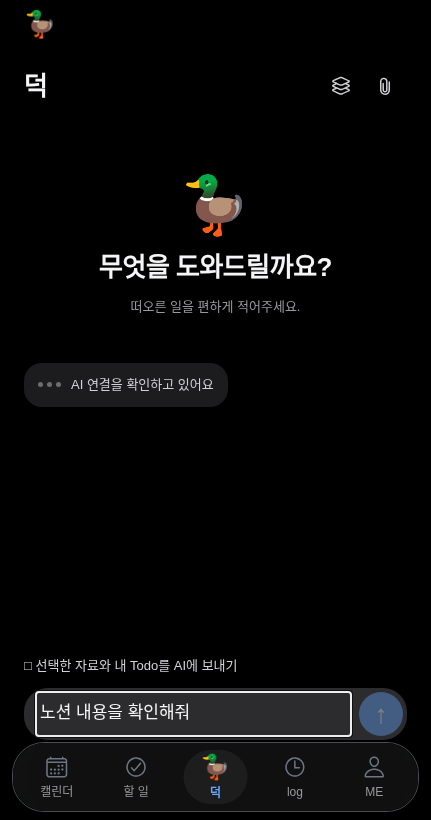 덕
무엇을 도와드릴까요?
떠오른 일을 편하게 적어주세요.
AI 연결을 확인하고 있어요
선택한 자료와 내 Todo를 AI에 보내기
노션 내용을 확인해줘
캘린더 할 일 덕 log ME